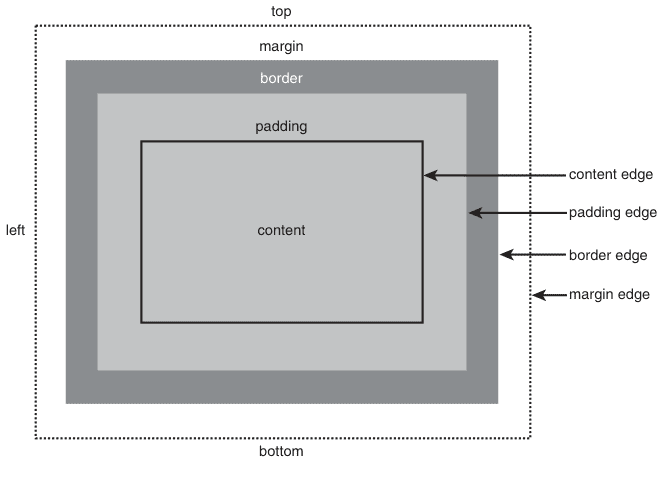 top
margin
border
padding
content edge
padding edge
left
content
border edge
margin edge
bottom